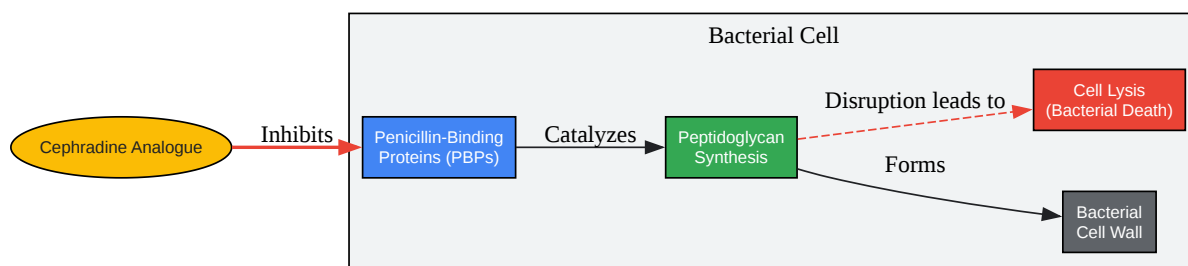 Bacterial Cell
Cephradine Analogue
Inhibits
Penicillin-Binding
Proteins (PBPs)
Catalyzes
Peptidoglycan
Synthesis
Disruption leads to
Cell Lysis
(Bacterial Death)
Forms
Bacterial
Cell Wall